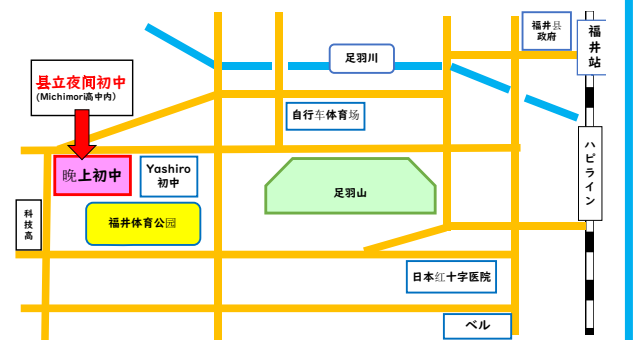 福井县
政府
福井站
足羽川
县立夜间初中
(Michimori高中内)
自行车体育场
ハピライン
晚上初中
Yashiro
初中
足羽山
科技高
福井体育公园
日本红十字医院
ベル